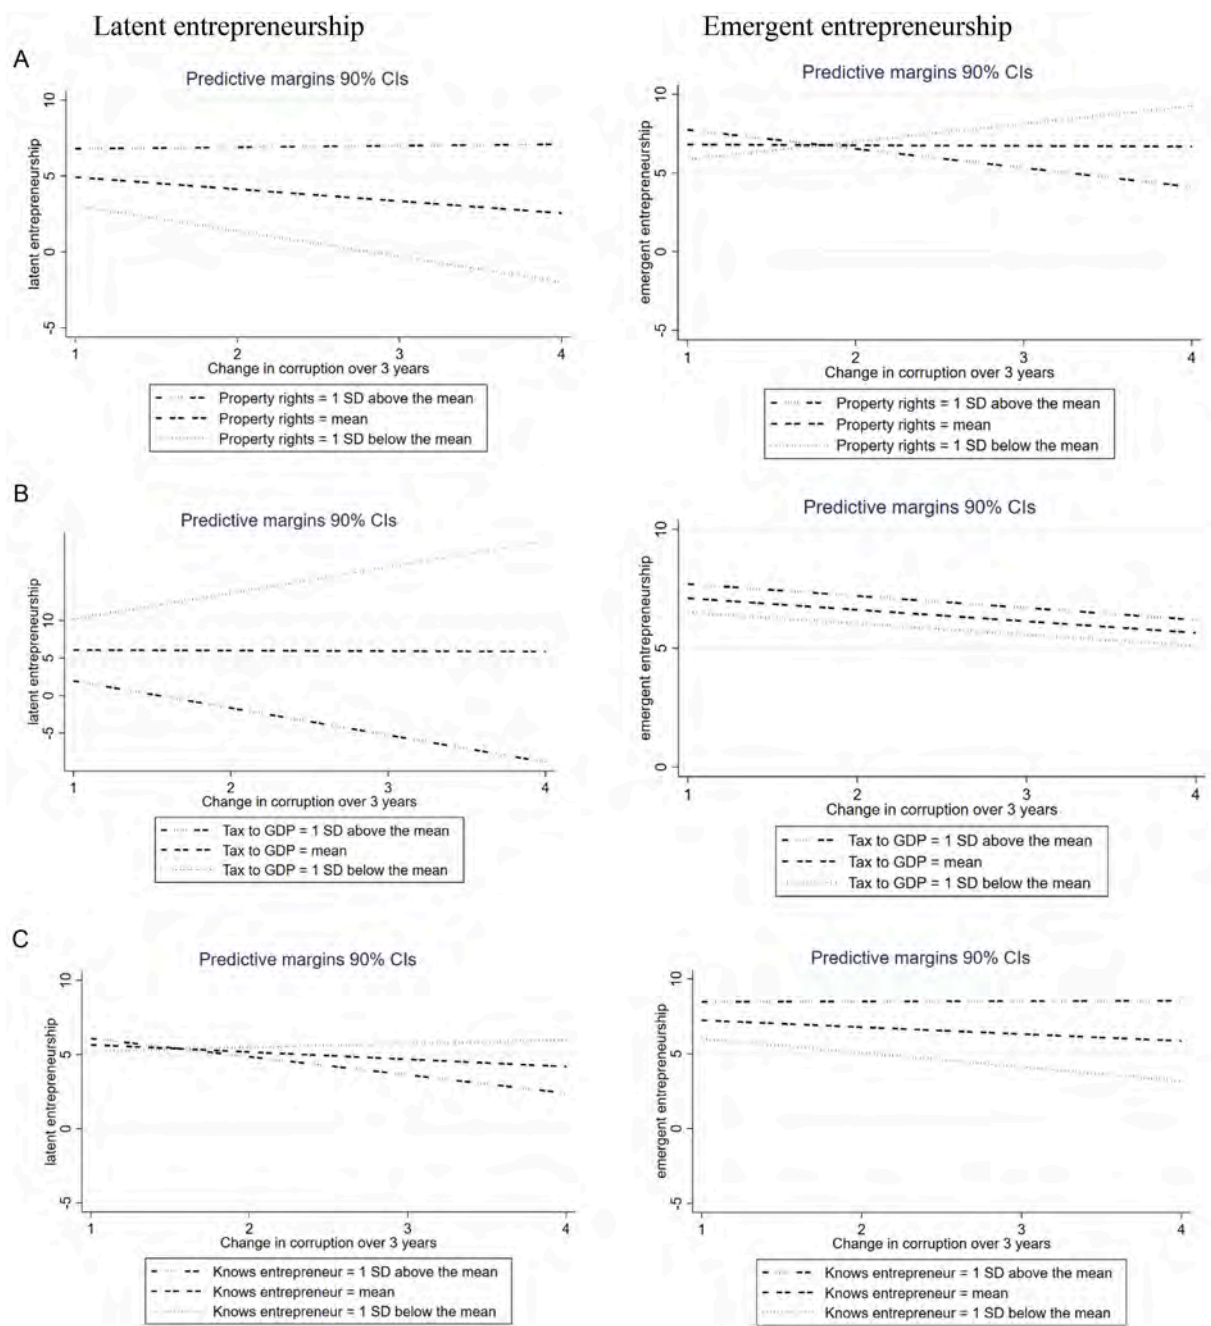 Latent entrepreneurship
Emergent entrepreneurship
A
Predictive margins 90% CIs
latent entrepreneurship
10
5
0
-5
1 2 3 4
Change in corruption over 3 years
Property rights = 1 SD above the mean
Property rights = mean
Property rights = 1 SD below the mean
Predictive margins 90% CIs
emergent entrepreneurship
10
5
0
-5
1 2 3 4
Change in corruption over 3 years
Property rights = 1 SD above the mean
Property rights = mean
Property rights = 1 SD below the mean
B
Predictive margins 90% CIs
latent entrepreneurship
10
5
0
-5
1 2 3 4
Change in corruption over 3 years
Tax to GDP = 1 SD above the mean
Tax to GDP = mean
Tax to GDP = 1 SD below the mean
Predictive margins 90% CIs
emergent entrepreneurship
10
5
0
1 2 3 4
Change in corruption over 3 years
Tax to GDP = 1 SD above the mean
Tax to GDP = mean
Tax to GDP = 1 SD below the mean
C
Predictive margins 90% CIs
latent entrepreneurship
10
5
0
-5
1 2 3 4
Change in corruption over 3 years
Knows entrepreneur = 1 SD above the mean
Knows entrepreneur = mean
Knows entrepreneur = 1 SD below the mean
Predictive margins 90% CIs
emergent entrepreneurship
10
5
0
-5
1 2 3 4
Change in corruption over 3 years
Knows entrepreneur = 1 SD above the mean
Knows entrepreneur = mean
Knows entrepreneur = 1 SD below the mean